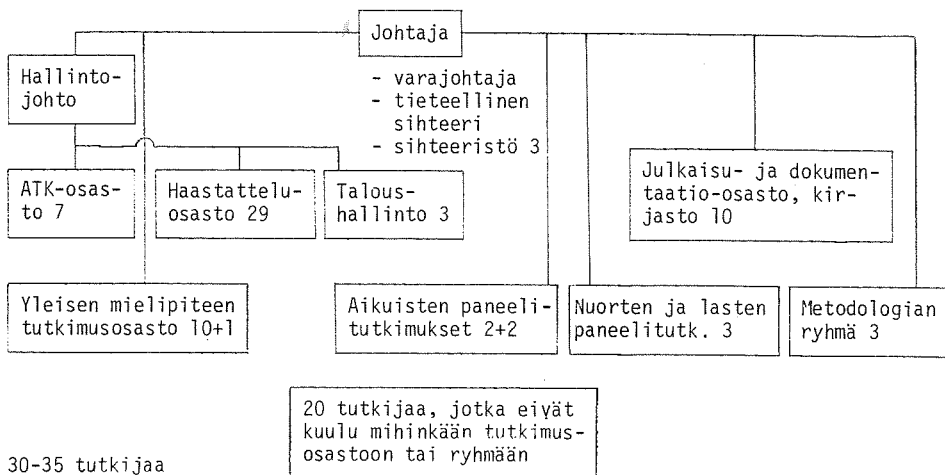 Johtaja
Hallinto-
johto
- varajohtaja
- tieteellinen
sihteeri
- sihteeristö 3
ATK-osas-
to 7
Haastattelu-
osasto 29
Talous-
hallinto 3
Julkaisu- ja dokumen-
taatio-osasto, kir-
jasto 10
Yleisen mielipiteen
tutkimusosasto 10+1
Aikuisten paneeli-
tutkimukset 2+2
Nuorten ja lasten
paneelitutk. 3
Metodologian
ryhmä 3
20 tutkijaa, jotka eivät
kuulu mihinkään tutkimus-
osastoon tai ryhmään
30-35 tutkijaa